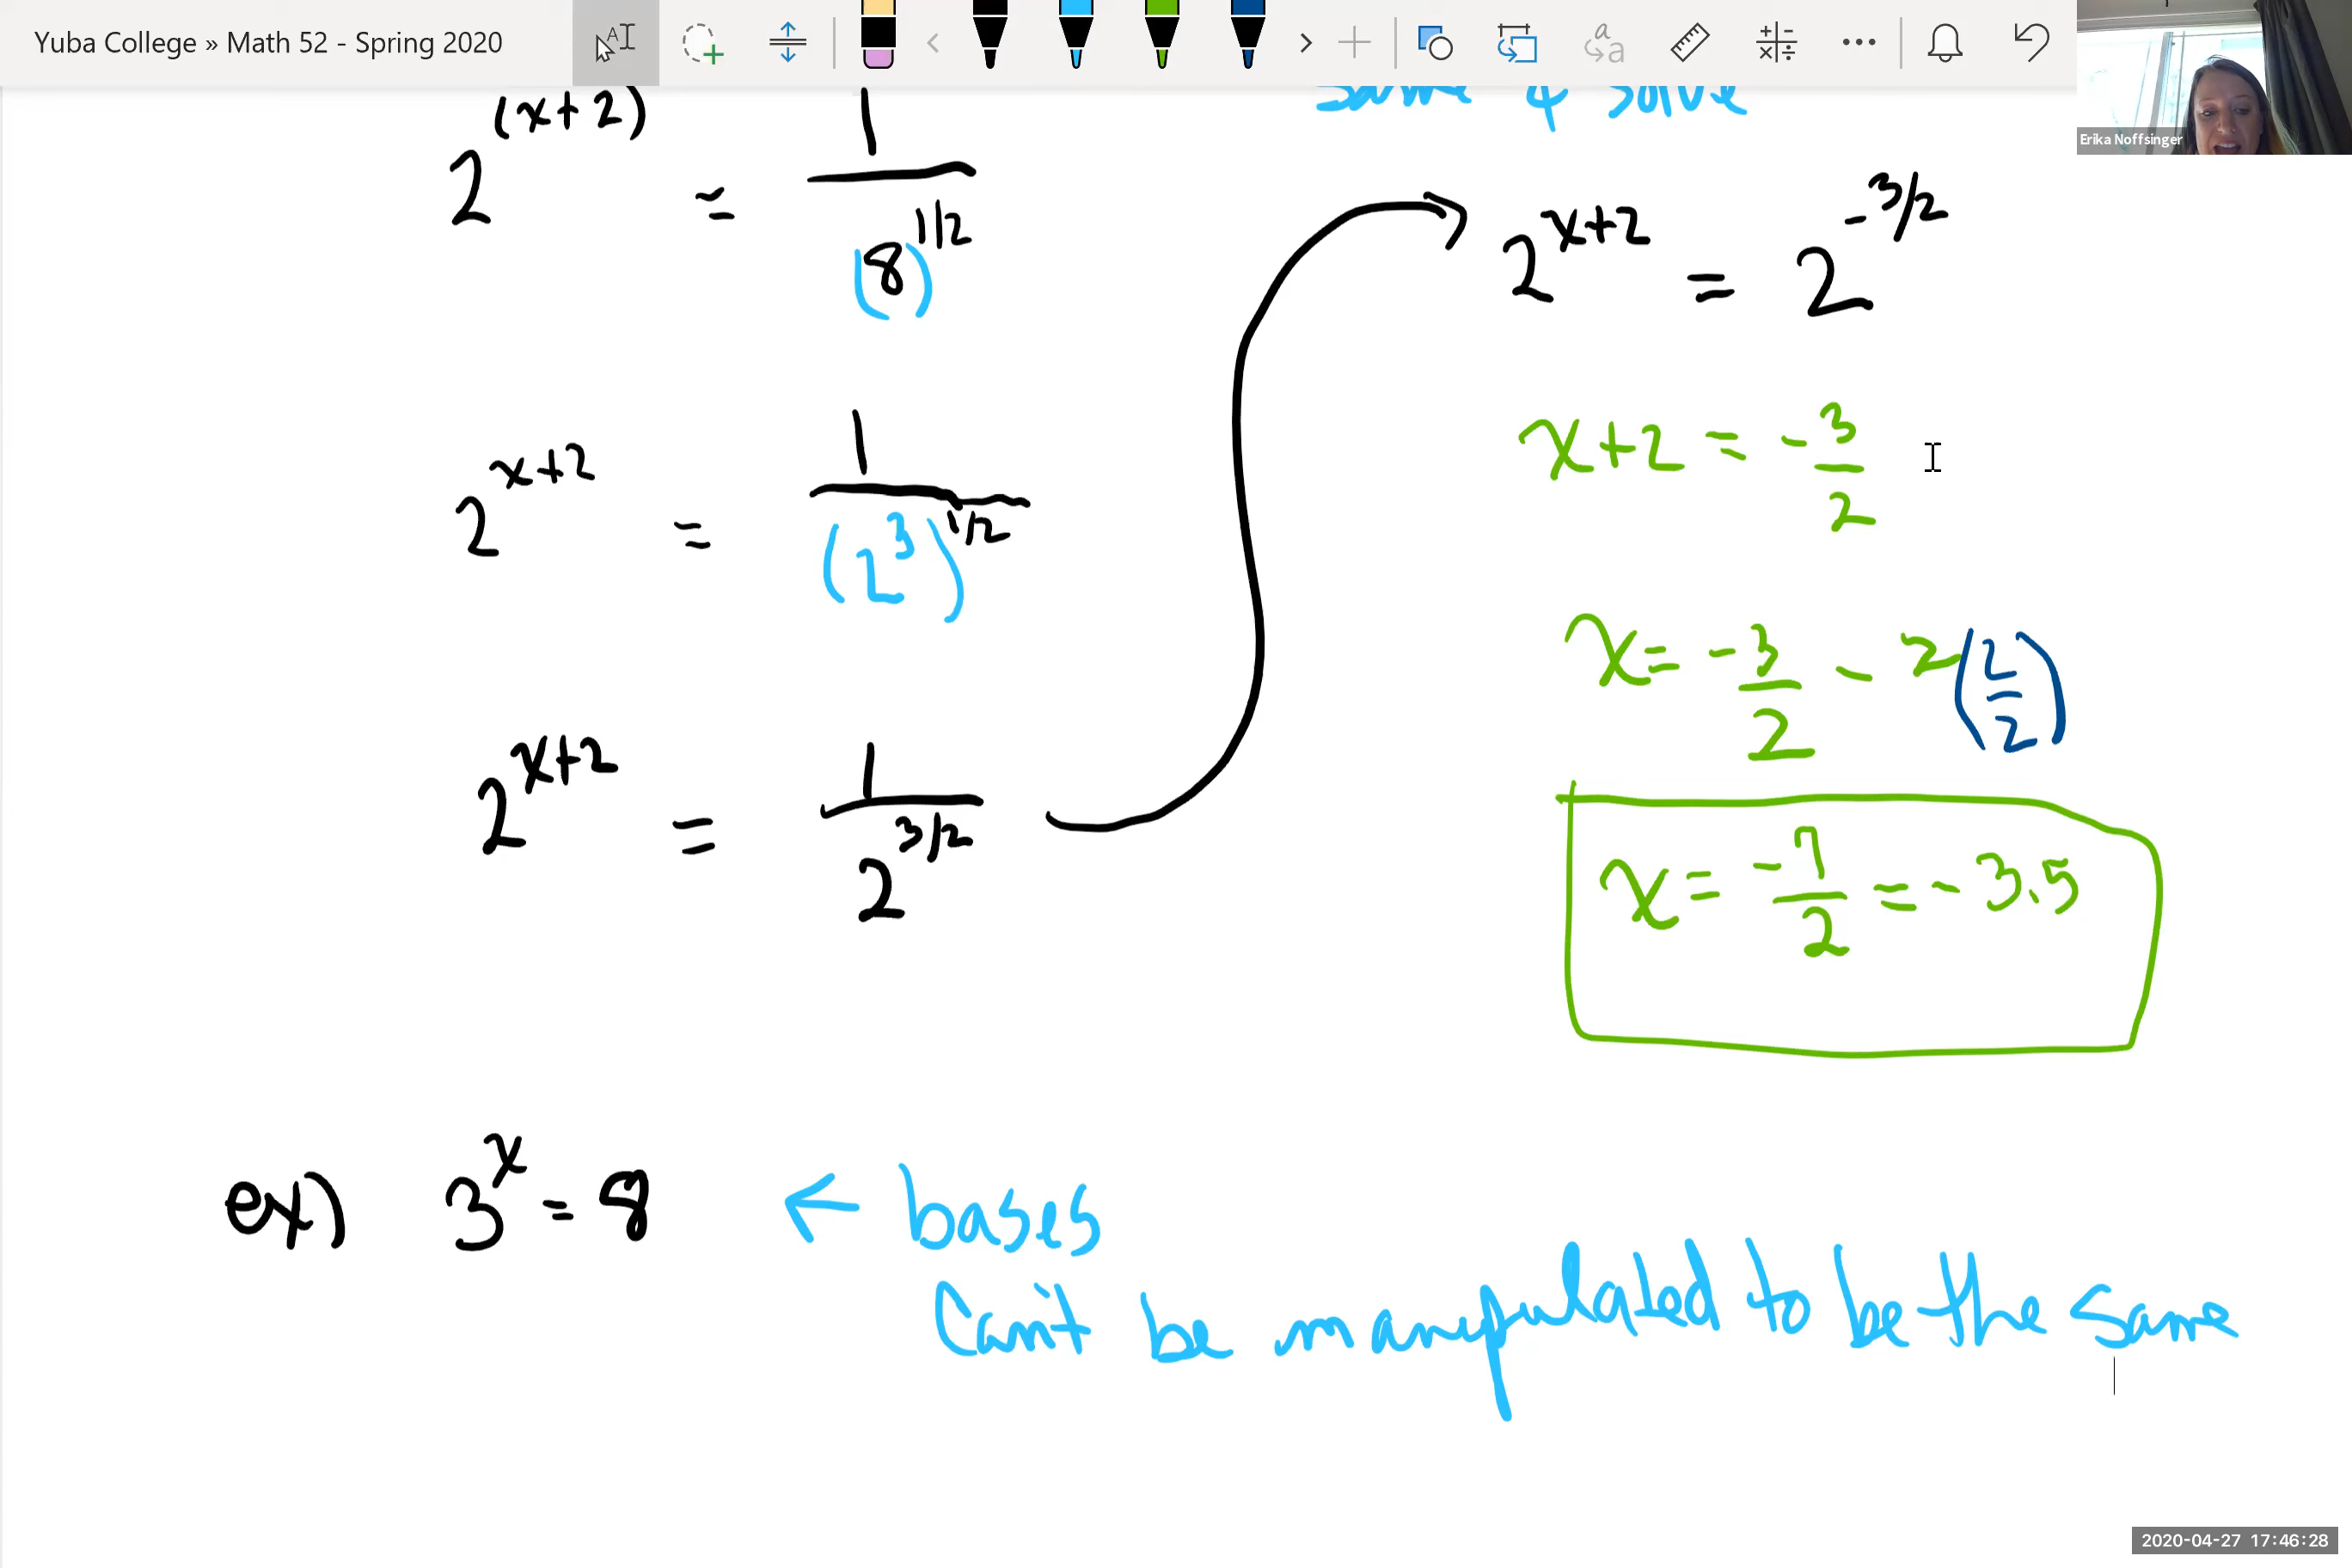 Yuba College » Math 52 - Spring 2020
Erika Noffsinger
same & solve
2^(x+2) = 1/(8)^1/2
2^x+2 = 1/(2^3)^1/2
2^x+2 = 1/2^3/2
2^x+2 = 2^-3/2
x+2 = -3/2
x = -3/2 - 2(2/2)
x = -7/2 = -3.5
ex) 3^x = 8 ← bases
Can't be manipulated to be the same
2020-04-27 17:46:28